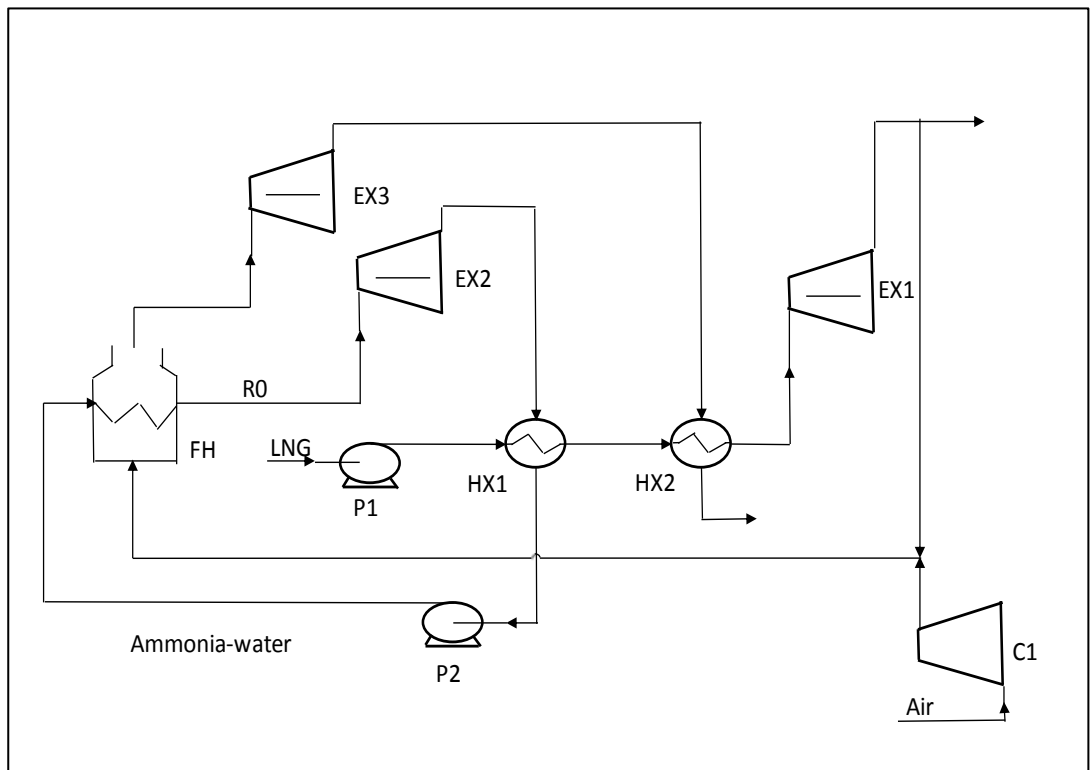 EX3
EX2
EX1
R0
FH
LNG
HX1
HX2
P1
Ammonia-water
P2
C1
Air